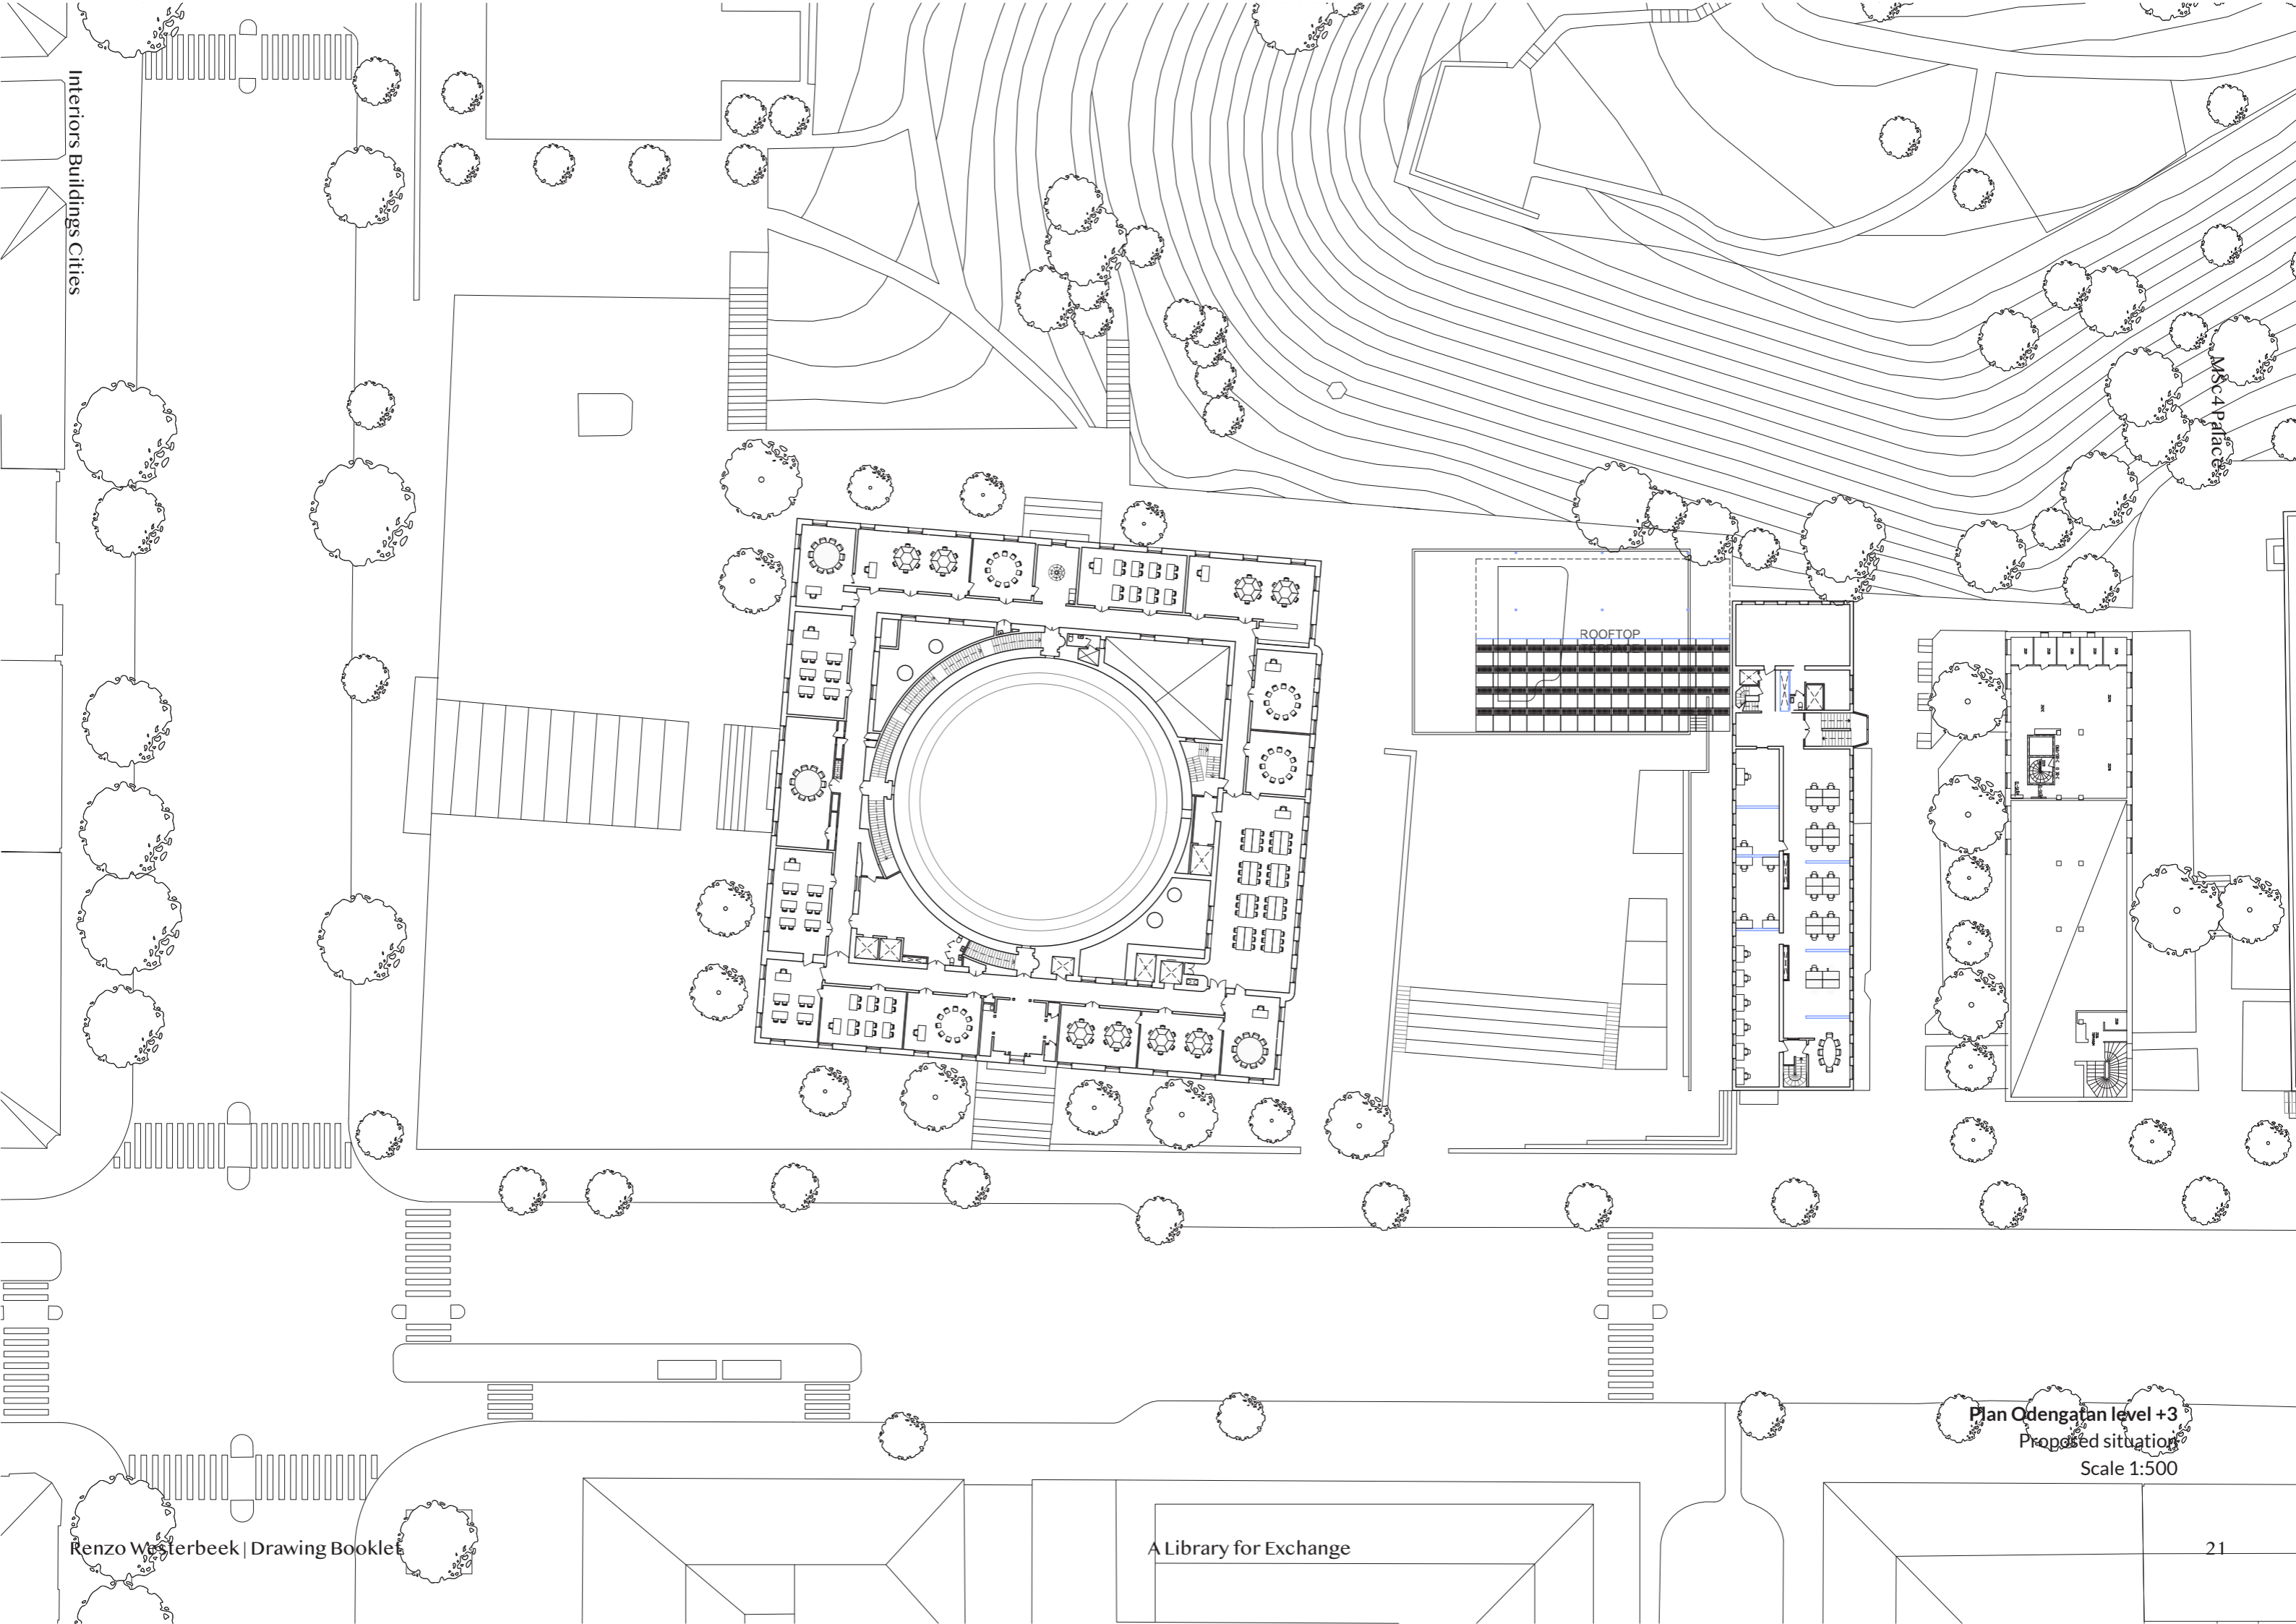 Interiors Buildings Cities
MSc4 Palace
ROOFTOP
Plan Odengatan level +3
Proposed situation
Scale 1:500
Renzo Westerbeek | Drawing Booklet
A Library for Exchange
21